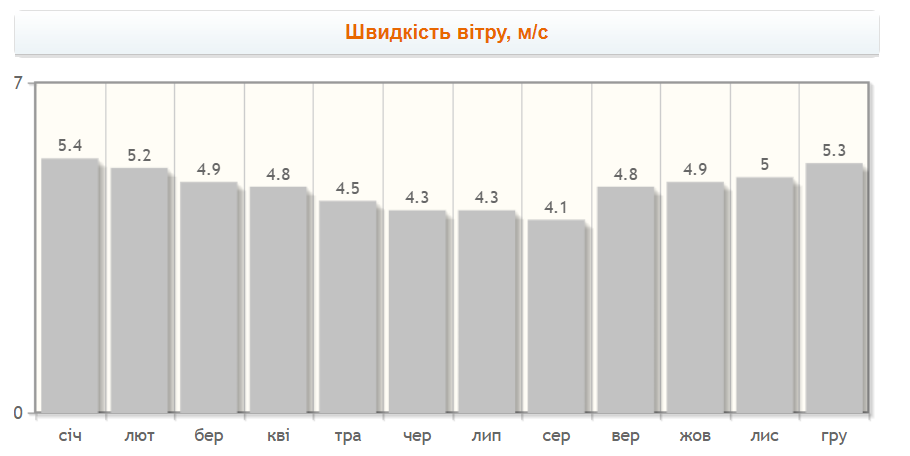 Швидкість вітру, м/с
7
5.4 5.2 4.9 4.8 4.5 4.3 4.3 4.1 4.8 4.9 5 5.3
0
січ лют бер кві тра чер лип сер вер жов лис гру